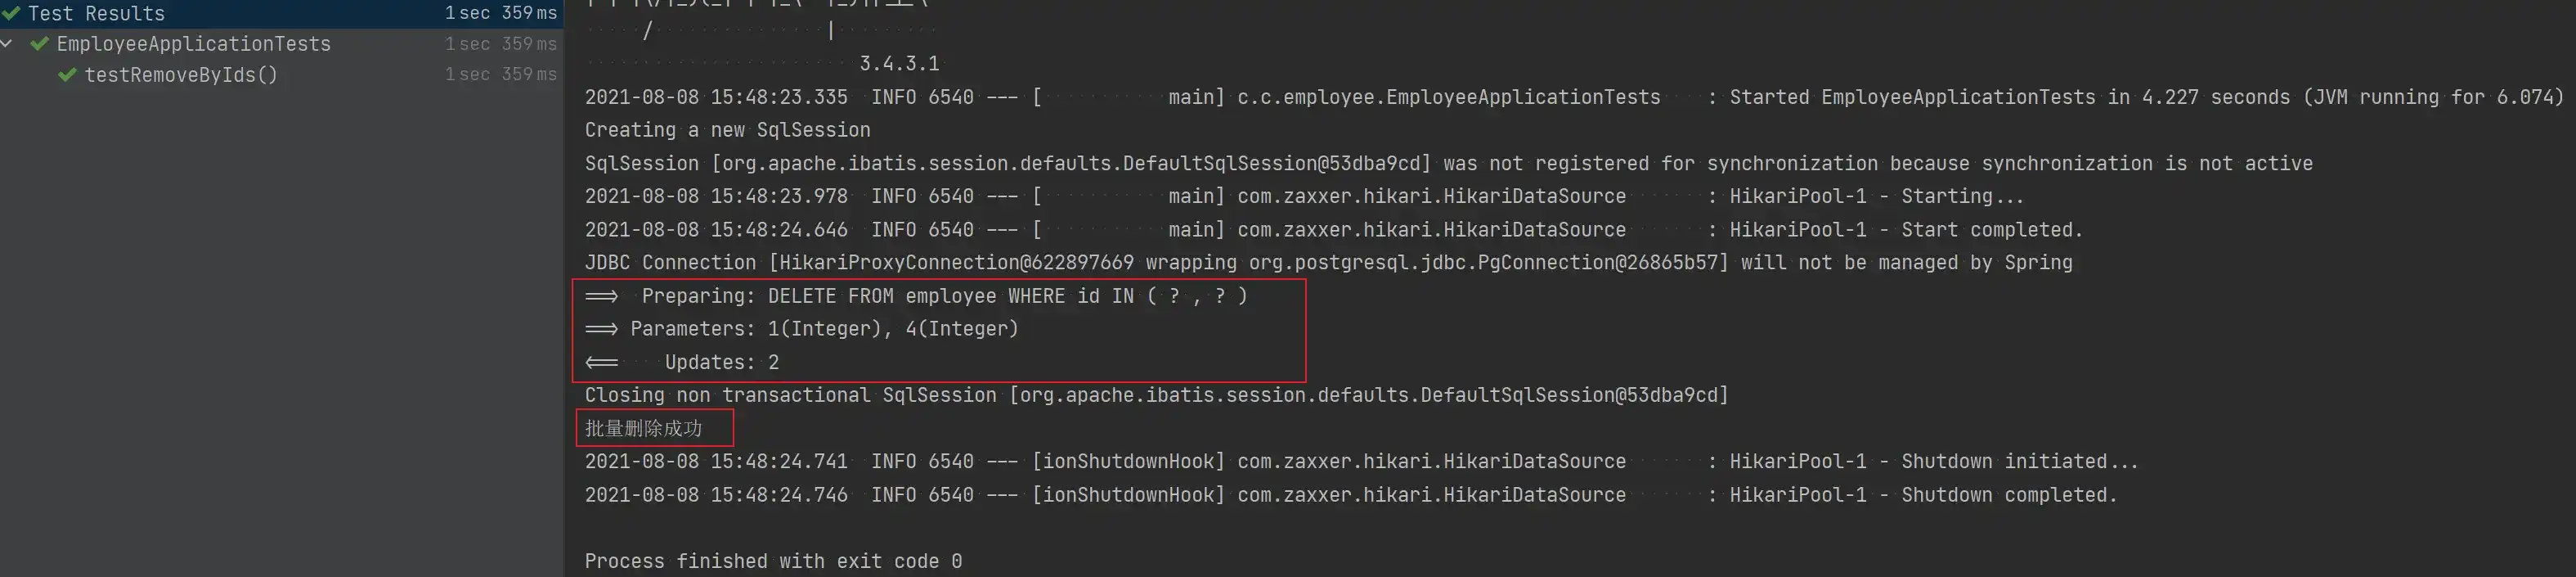 Test Results 1 sec 359 ms
EmployeeApplicationTests 1 sec 359 ms
testRemoveByIds() 1 sec 359 ms
/ |
3.4.3.1
2021-08-08 15:48:23.335  INFO 6540 --- [           main] c.c.employee.EmployeeApplicationTests    : Started EmployeeApplicationTests in 4.227 seconds (JVM running for 6.074)
Creating a new SqlSession
SqlSession [org.apache.ibatis.session.defaults.DefaultSqlSession@53dba9cd] was not registered for synchronization because synchronization is not active
2021-08-08 15:48:23.978  INFO 6540 --- [           main] com.zaxxer.hikari.HikariDataSource       : HikariPool-1 - Starting...
2021-08-08 15:48:24.646  INFO 6540 --- [           main] com.zaxxer.hikari.HikariDataSource       : HikariPool-1 - Start completed.
JDBC Connection [HikariProxyConnection@622897669 wrapping org.postgresql.jdbc.PgConnection@26865b57] will not be managed by Spring
==>  Preparing: DELETE FROM employee WHERE id IN ( ? , ? )
==> Parameters: 1(Integer), 4(Integer)
<==    Updates: 2
Closing non transactional SqlSession [org.apache.ibatis.session.defaults.DefaultSqlSession@53dba9cd]
批量删除成功
2021-08-08 15:48:24.741  INFO 6540 --- [ionShutdownHook] com.zaxxer.hikari.HikariDataSource       : HikariPool-1 - Shutdown initiated...
2021-08-08 15:48:24.746  INFO 6540 --- [ionShutdownHook] com.zaxxer.hikari.HikariDataSource       : HikariPool-1 - Shutdown completed.
Process finished with exit code 0